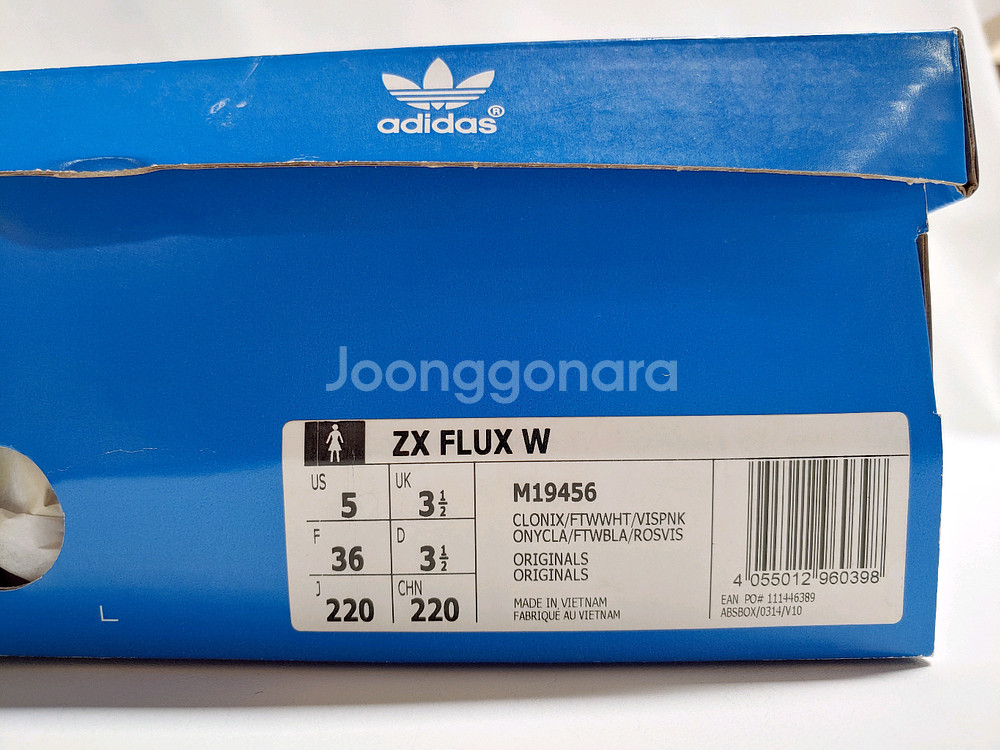 adidas®
Joonggonara
ZX FLUX W
US 5 UK 3 1/2
F 36 D 3 1/2
J 220 CHN 220
M19456
CLONIX/FTWWHT/VISPNK
ONYCLA/FTWBLA/ROSVIS
ORIGINALS
ORIGINALS
MADE IN VIETNAM
FABRIQUE AU VIETNAM
4 055012 960398
EAN PO# 111446389
ABSBOX/0314/V10